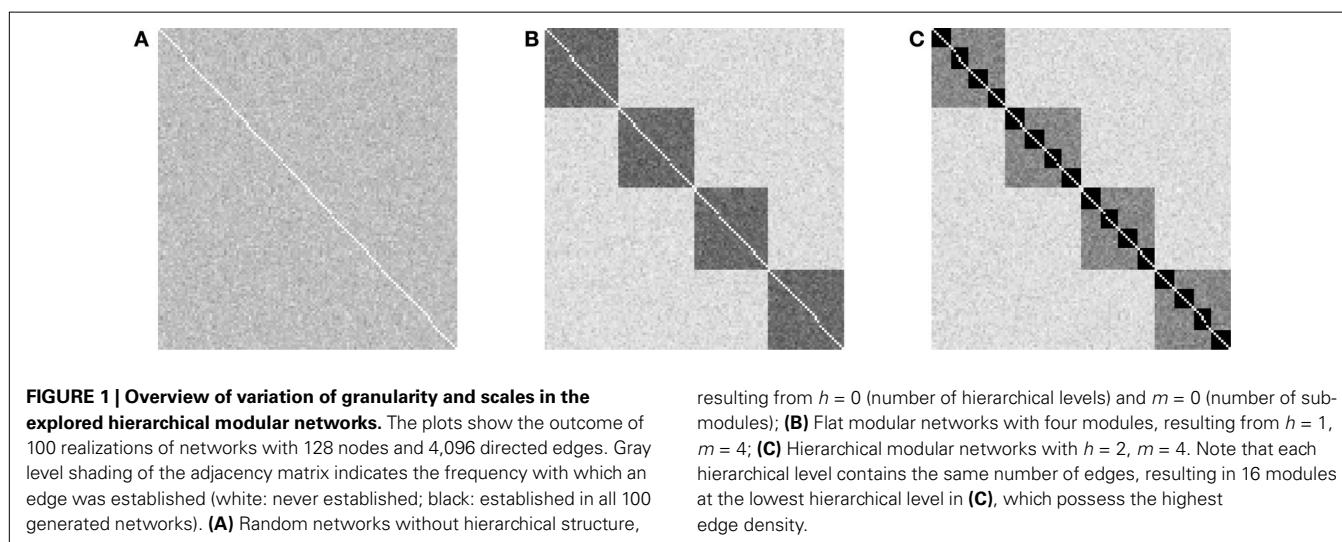 A
B
C
FIGURE 1 | Overview of variation of granularity and scales in the
explored hierarchical modular networks. The plots show the outcome of
100 realizations of networks with 128 nodes and 4,096 directed edges. Gray
level shading of the adjacency matrix indicates the frequency with which an
edge was established (white: never established; black: established in all 100
generated networks). (A) Random networks without hierarchical structure,
resulting from h = 0 (number of hierarchical levels) and m = 0 (number of sub-
modules); (B) Flat modular networks with four modules, resulting from h = 1,
m = 4; (C) Hierarchical modular networks with h = 2, m = 4. Note that each
hierarchical level contains the same number of edges, resulting in 16 modules
at the lowest hierarchical level in (C), which possess the highest
edge density.